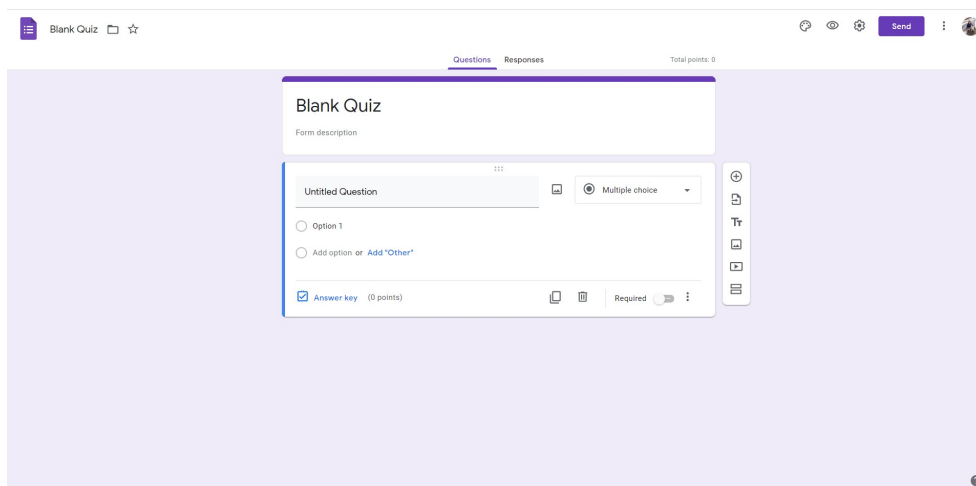 Blank Quiz
Send
Questions Responses Total points: 0
Blank Quiz
Form description
Untitled Question
Multiple choice
Option 1
Add option or Add "Other"
Answer key (0 points)
Required
Tт